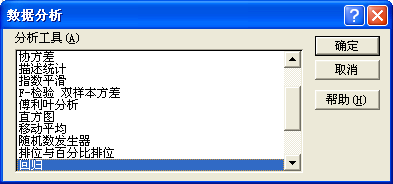 数据分析
分析工具(A)
确定
协方差
描述统计
取消
指数平滑
F-检验 双样本方差
帮助(H)
傅利叶分析
直方图
移动平均
随机数发生器
排位与百分比排位
回归